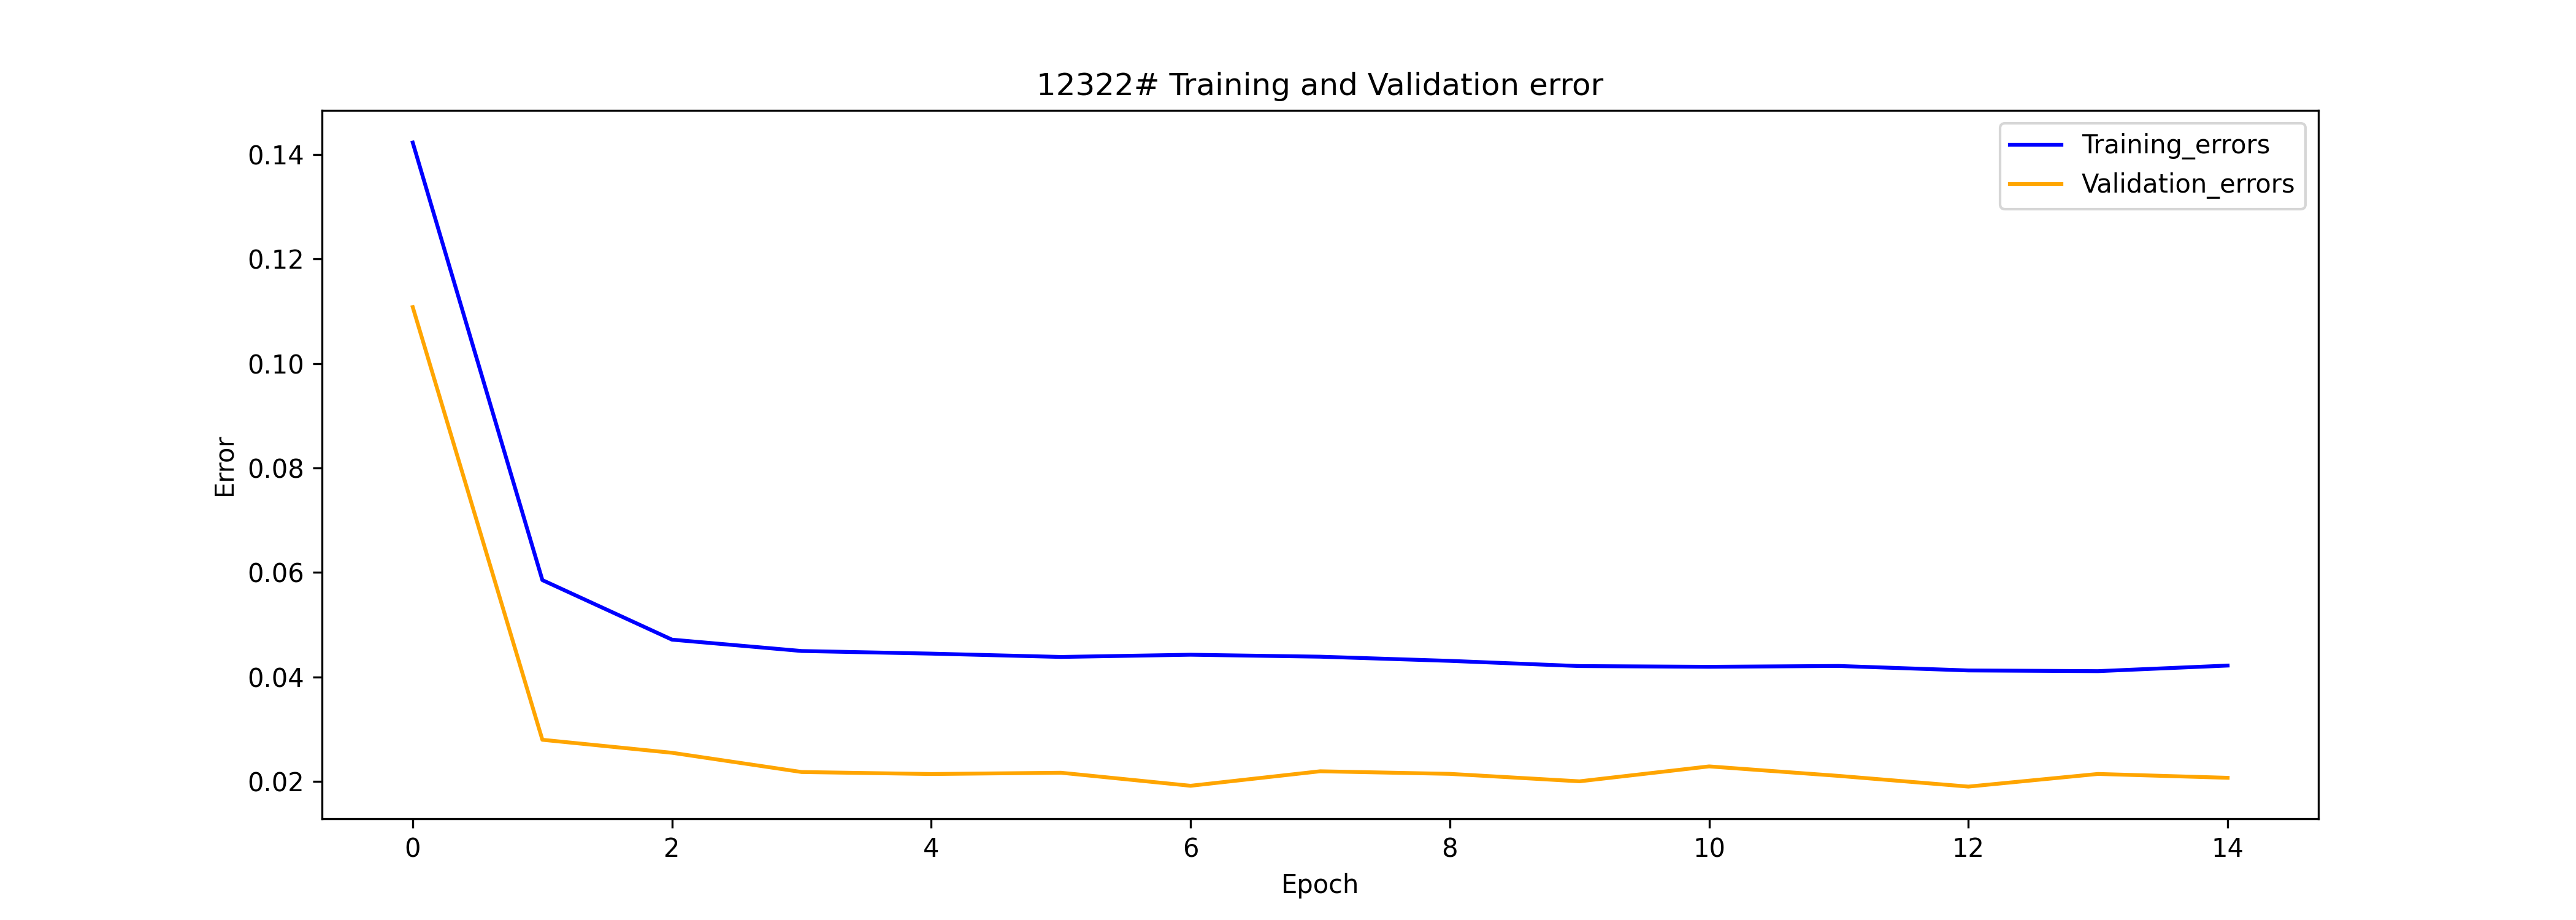 12322# Training and Validation error
Training_errors
Validation_errors
0.14
0.12
0.10
0.08
0.06
0.04
0.02
Error
0 2 4 6 8 10 12 14
Epoch